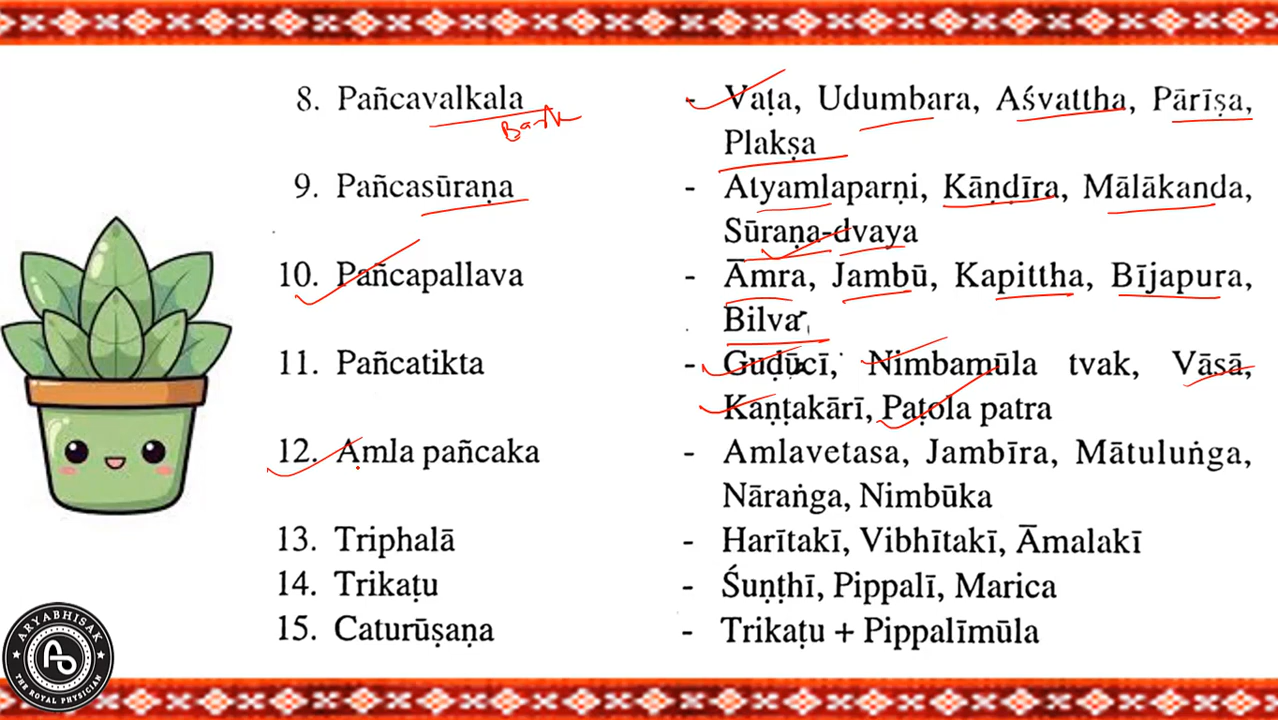 8. Pañcavalkala - Vaṭa, Udumbara, Aśvattha, Pārīṣa,
Bark
Plakṣa
9. Pañcasūraṇa - Atyamlaparṇi, Kāṇḍīra, Mālākanda,
Sūraṇa-dvaya
10. Pañcapallava - Āmra, Jambū, Kapittha, Bījapura,
Bilva
11. Pañcatikta - Guḍūcī, Nimbamūla tvak, Vāsā,
Kaṇṭakārī, Paṭola patra
12. Amla pañcaka - Amlavetasa, Jambīra, Mātuluṅga,
Nāraṅga, Nimbūka
13. Triphalā - Harītakī, Vibhītakī, Āmalakī
14. Trikaṭu - Śuṇṭhī, Pippalī, Marica
15. Caturūṣaṇa - Trikaṭu + Pippalīmūla
ARYABHISAK
THE ROYAL PHYSICIAN